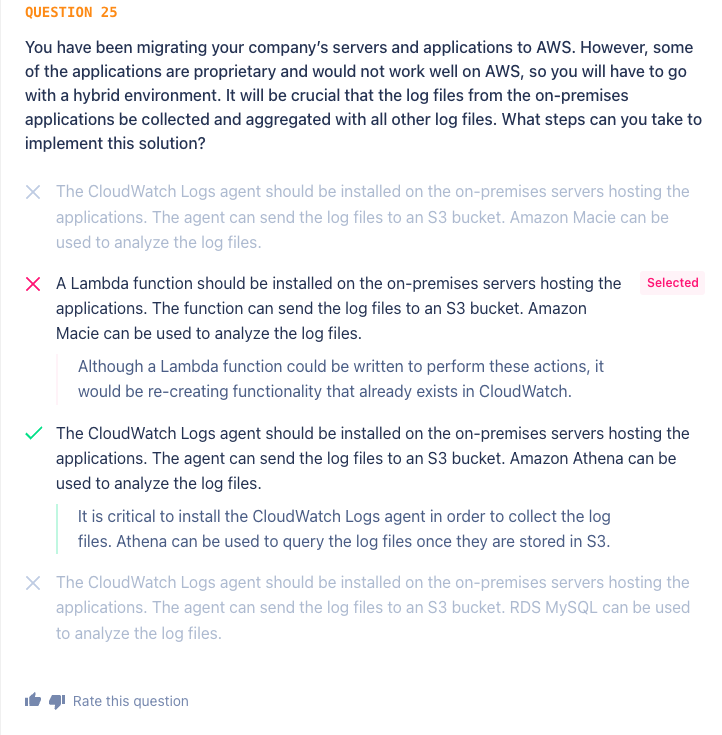 QUESTION 25
You have been migrating your company's servers and applications to AWS. However, some
of the applications are proprietary and would not work well on AWS, so you will have to go
with a hybrid environment. It will be crucial that the log files from the on-premises
applications be collected and aggregated with all other log files. What steps can you take to
implement this solution?
The CloudWatch Logs agent should be installed on the on-premises servers hosting the
applications. The agent can send the log files to an S3 bucket. Amazon Macie can be
used to analyze the log files.
A Lambda function should be installed on the on-premises servers hosting the
Selected
applications. The function can send the log files to an S3 bucket. Amazon
Macie can be used to analyze the log files.
Although a Lambda function could be written to perform these actions, it
would be re-creating functionality that already exists in CloudWatch.
The CloudWatch Logs agent should be installed on the on-premises servers hosting the
applications. The agent can send the log files to an S3 bucket. Amazon Athena can be
used to analyze the log files.
It is critical to install the CloudWatch Logs agent in order to collect the log
files. Athena can be used to query the log files once they are stored in S3.
The CloudWatch Logs agent should be installed on the on-premises servers hosting the
applications. The agent can send the log files to an S3 bucket. RDS MySQL can be used
to analyze the log files.
Rate this question